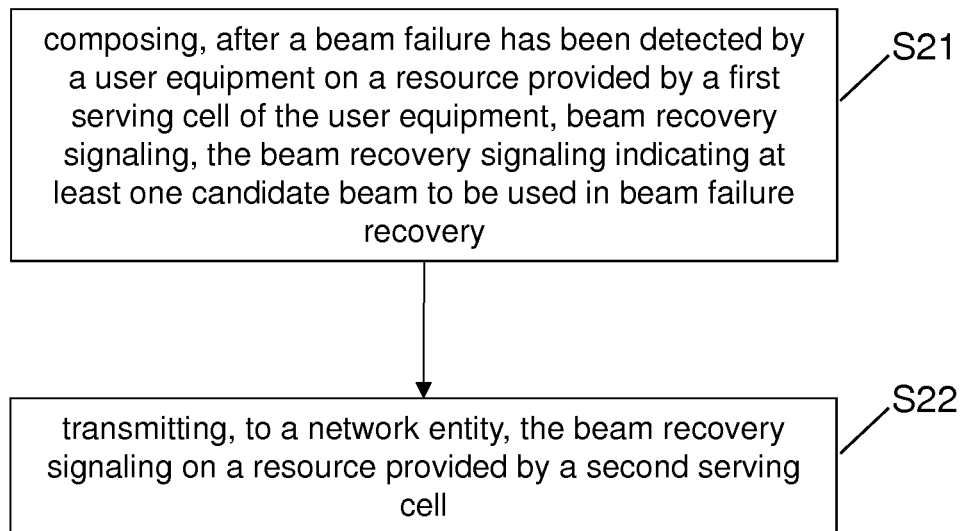 composing, after a beam failure has been detected by
a user equipment on a resource provided by a first
serving cell of the user equipment, beam recovery
signaling, the beam recovery signaling indicating at
least one candidate beam to be used in beam failure
recovery
S21
transmitting, to a network entity, the beam recovery
signaling on a resource provided by a second serving
cell
S22